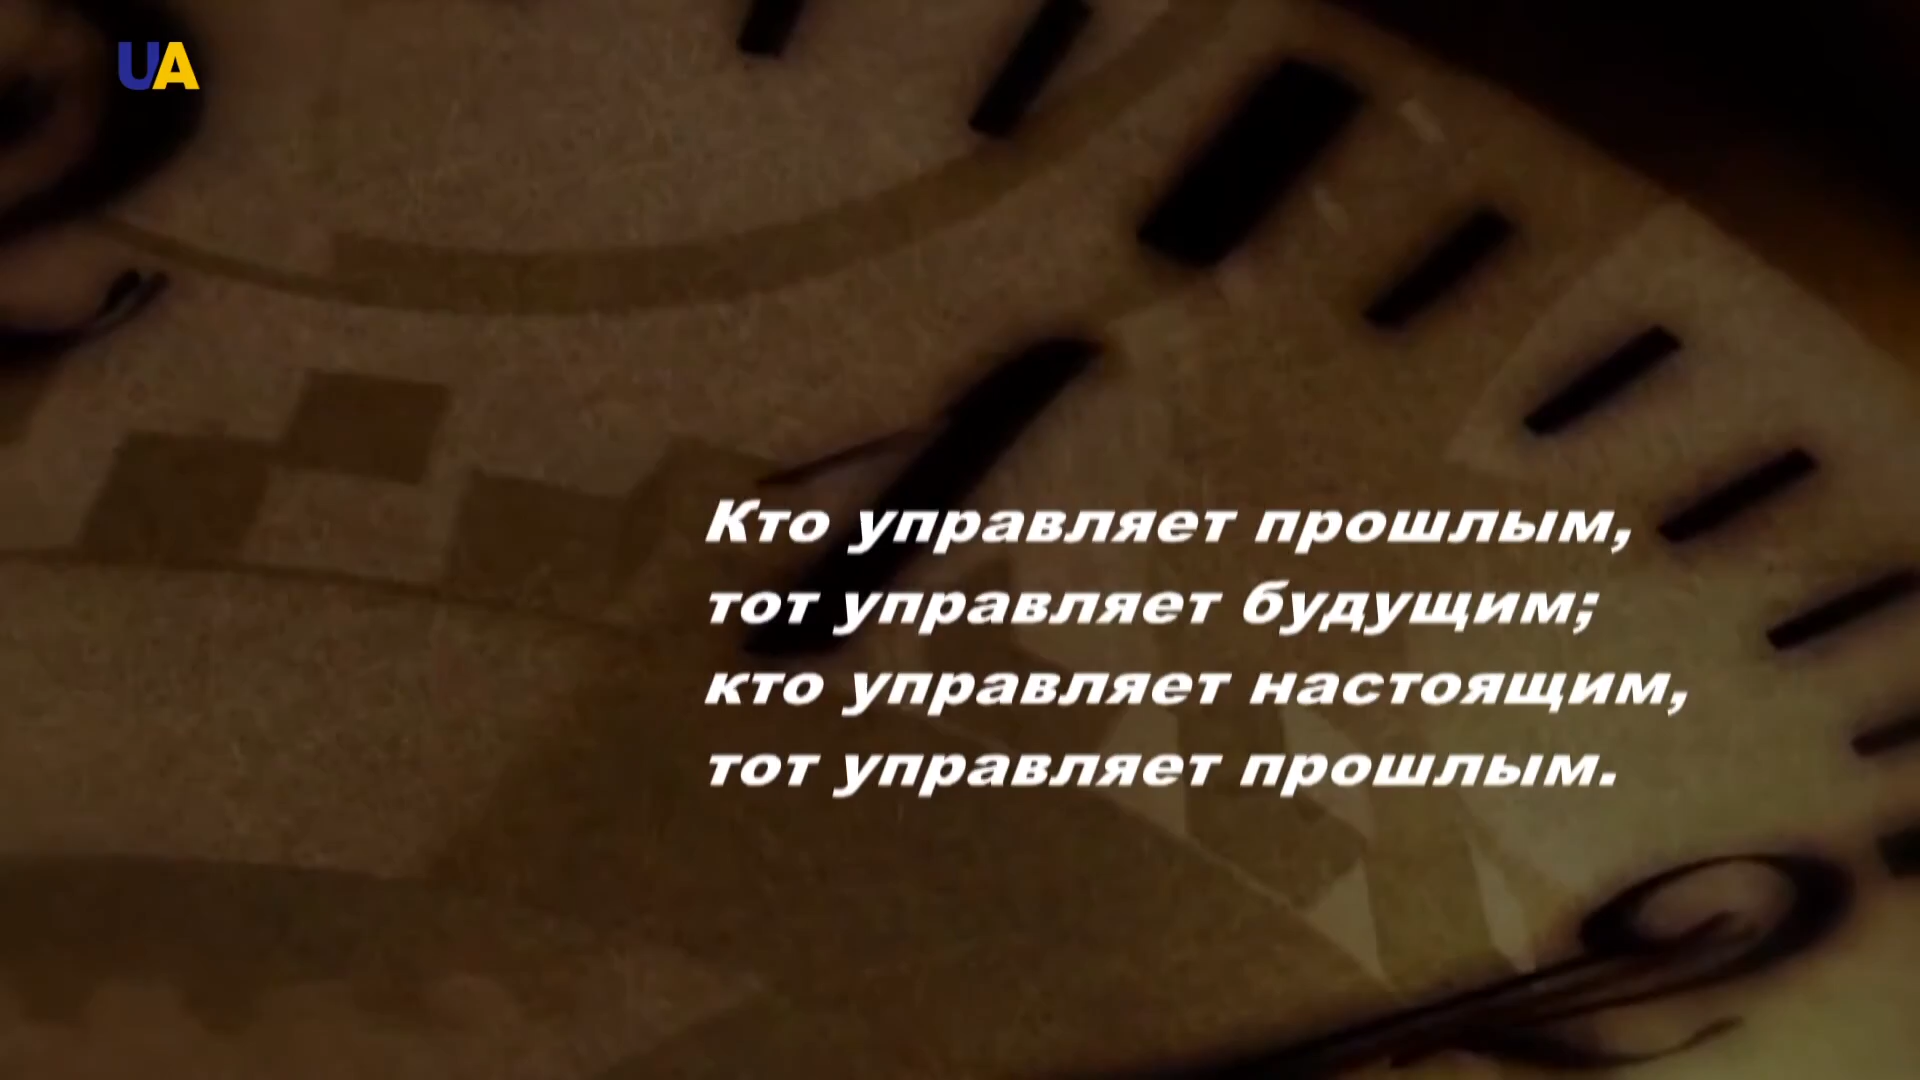 UA
Кто управляет прошлым,
тот управляет будущим;
кто управляет настоящим,
тот управляет прошлым.